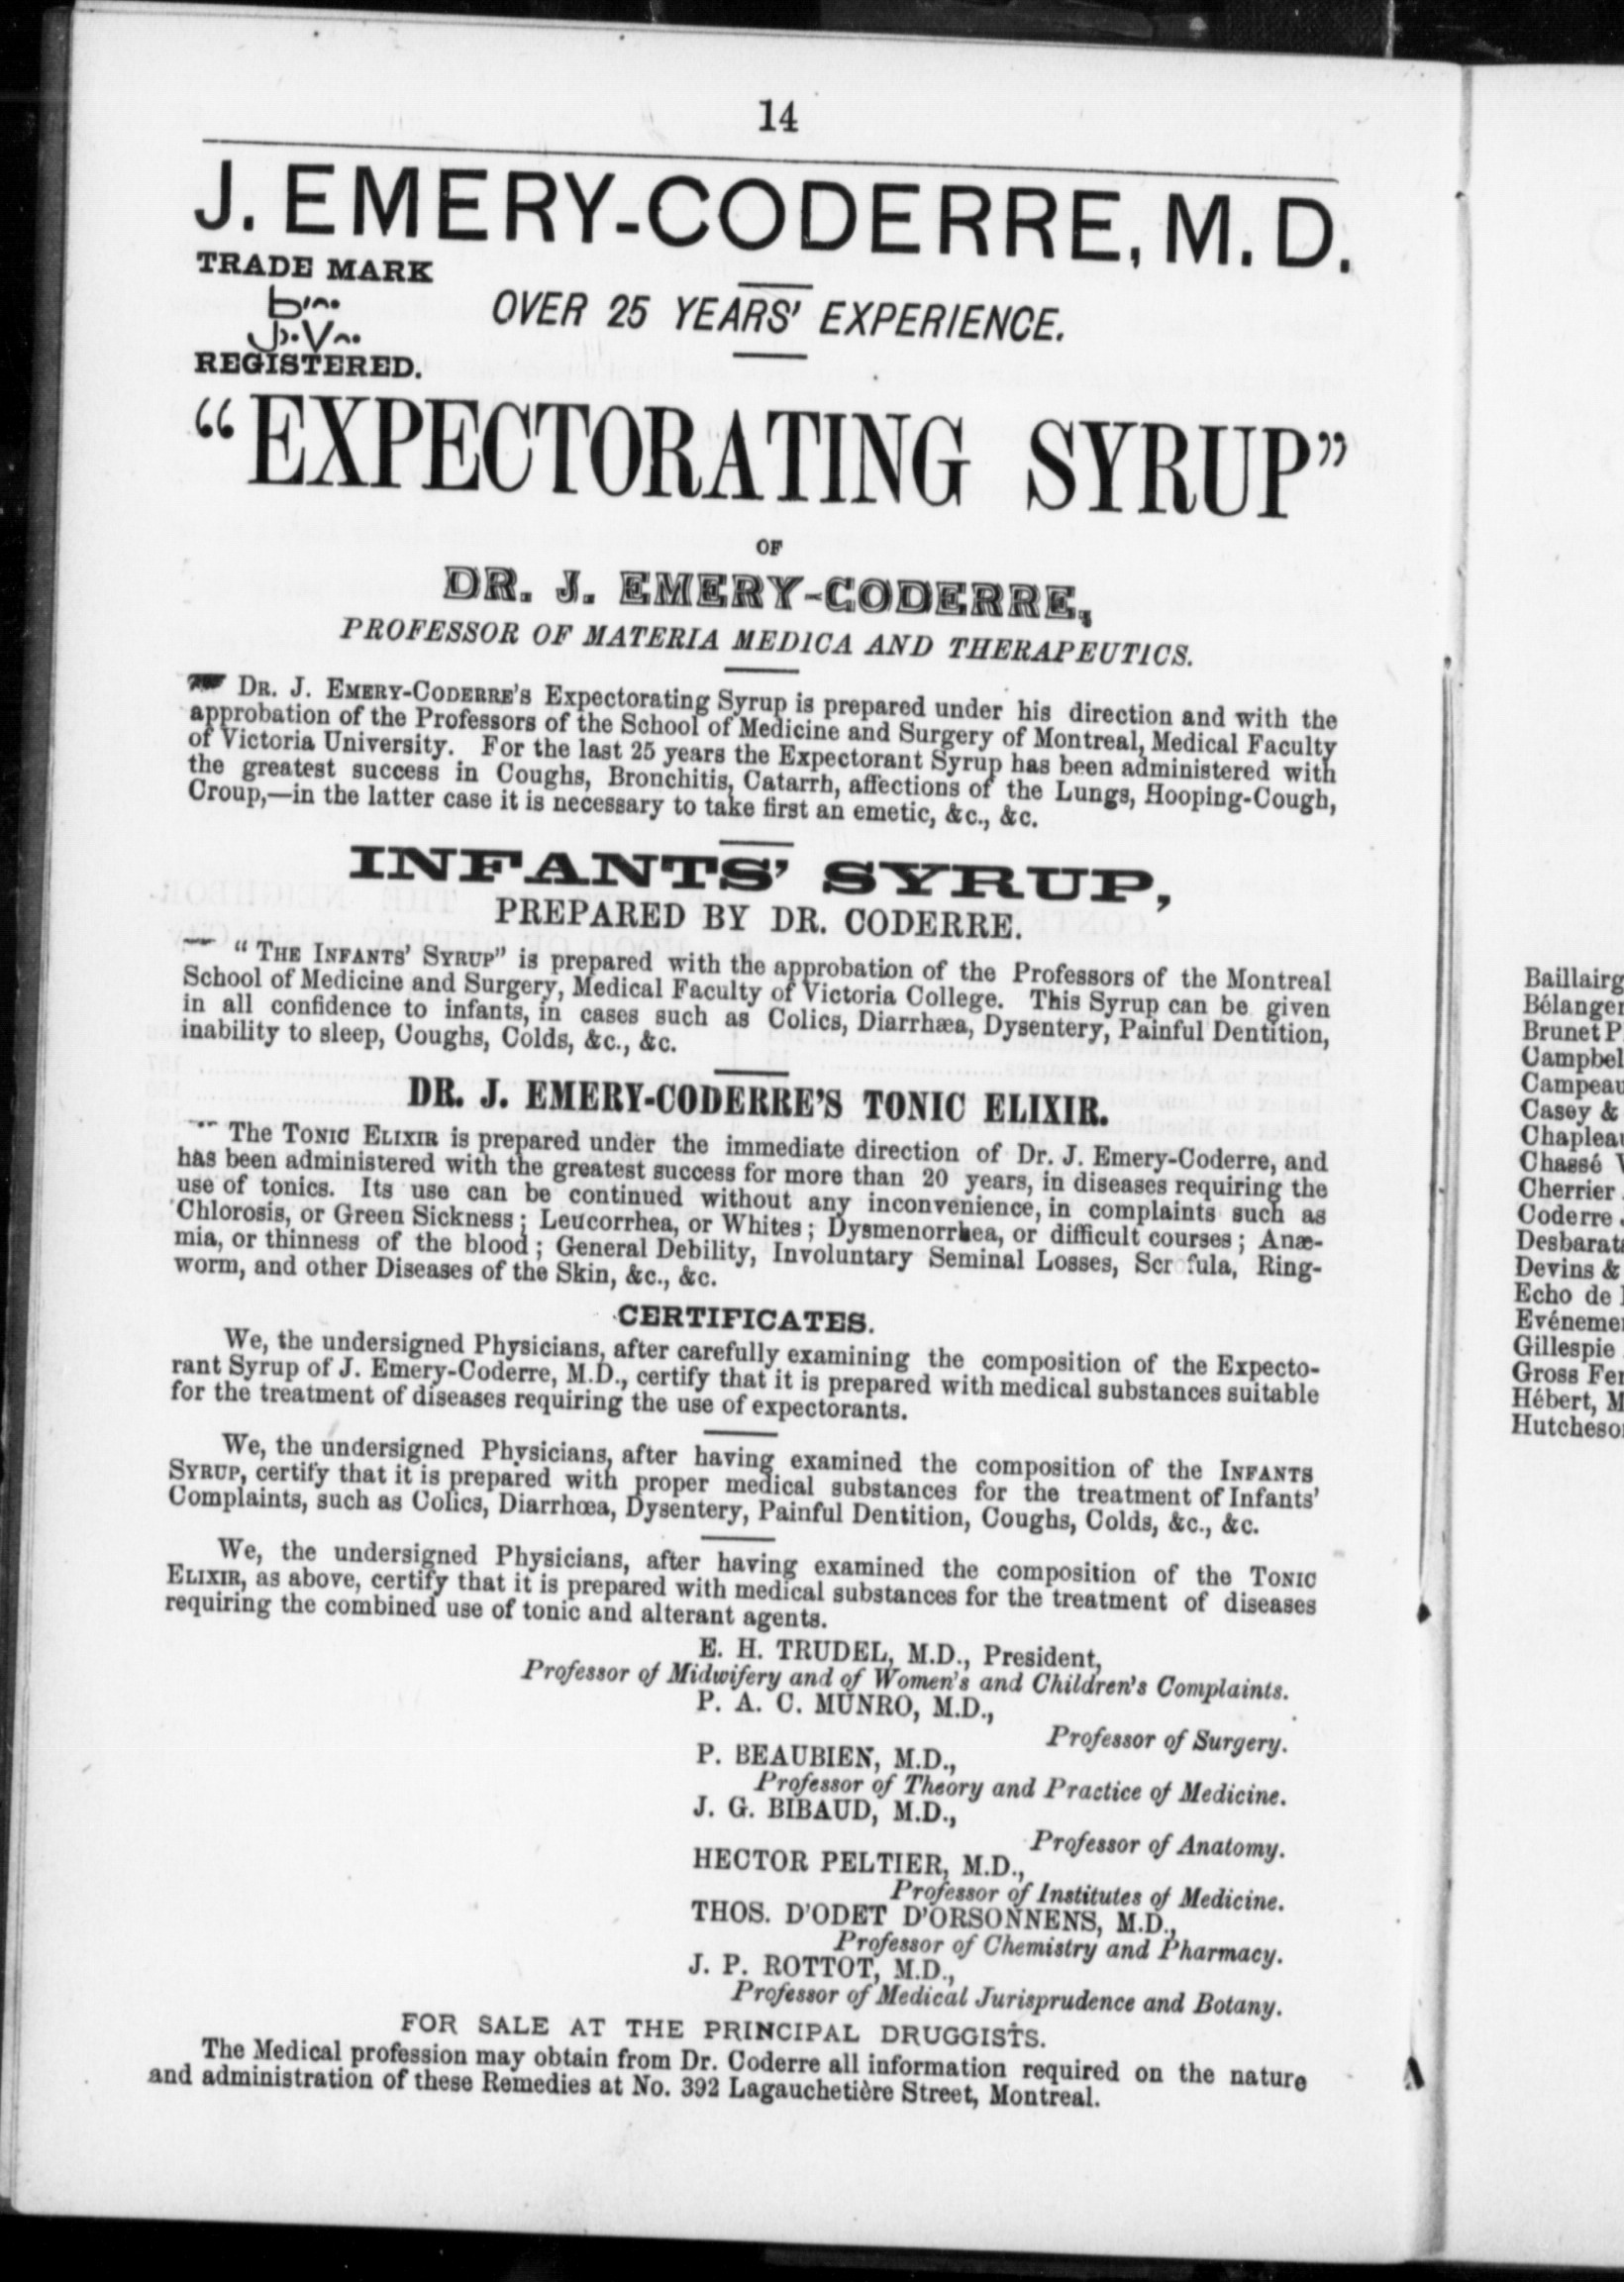 14
J. EMERY-CODERRE, M.D.
TRADE MARK
REGISTERED.
OVER 25 YEARS' EXPERIENCE.
"EXPECTORATING SYRUP"
OF
DR. J. EMERY-CODERRE,
PROFESSOR OF MATERIA MEDICA AND THERAPEUTICS.
DR. J. EMERY-CODERRE'S Expectorating Syrup is prepared under his direction and with the
approbation of the Professors of the School of Medicine and Surgery of Montreal, Medical Faculty
of Victoria University. For the last 25 years the Expectorant Syrup has been administered with
the greatest success in Coughs, Bronchitis, Catarrh, affections of the Lungs, Hooping-Cough,
Croup,—in the latter case it is necessary to take first an emetic, &c., &c.
INFANTS' SYRUP,
PREPARED BY DR. CODERRE.
"THE INFANTS' SYRUP" is prepared with the approbation of the Professors of the Montreal
School of Medicine and Surgery, Medical Faculty of Victoria College. This Syrup can be given
in all confidence to infants, in cases such as Colics, Diarrhæa, Dysentery, Painful Dentition,
inability to sleep, Coughs, Colds, &c., &c.
DR. J. EMERY-CODERRE'S TONIC ELIXIR.
The TONIC ELIXIR is prepared under the immediate direction of Dr. J. Emery-Coderre, and
has been administered with the greatest success for more than 20 years, in diseases requiring the
use of tonics. Its use can be continued without any inconvenience, in complaints such as
Chlorosis, or Green Sickness; Leucorrhea, or Whites; Dysmenorrhea, or difficult courses; Anæ-
mia, or thinness of the blood; General Debility, Involuntary Seminal Losses, Scr fula, Ring-
worm, and other Diseases of the Skin, &c., &c.
CERTIFICATES.
We, the undersigned Physicians, after carefully examining the composition of the Expecto-
rant Syrup of J. Emery-Coderre, M.D., certify that it is prepared with medical substances suitable
for the treatment of diseases requiring the use of expectorants.
We, the undersigned Physicians, after having examined the composition of the INFANTS
SYRUP, certify that it is prepared with proper medical substances for the treatment of Infants'
Complaints, such as Colics, Diarrhœa, Dysentery, Painful Dentition, Coughs, Colds, &c., &c.
We, the undersigned Physicians, after having examined the composition of the TONIC
ELIXIR, as above, certify that it is prepared with medical substances for the treatment of diseases
requiring the combined use of tonic and alterant agents.
E. H. TRUDEL, M.D., President,
Professor of Midwifery and of Women's and Children's Complaints.
P. A. C. MUNRO, M.D.,
Professor of Surgery.
P. BEAUBIEN, M.D.,
Professor of Theory and Practice of Medicine.
J. G. BIBAUD, M.D.,
Professor of Anatomy.
HECTOR PELTIER, M.D.,
Professor of Institutes of Medicine.
THOS. D'ODET D'ORSONNENS, M.D.,
Professor of Chemistry and Pharmacy.
J. P. ROTTOT, M.D.,
Professor of Medical Jurisprudence and Botany.
FOR SALE AT THE PRINCIPAL DRUGGISTS.
The Medical profession may obtain from Dr. Coderre all information required on the nature
and administration of these Remedies at No. 392 Lagauchetière Street, Montreal.
Baillairg
Bélanger
Brunet P
Campbel
Campeau
Casey &
Chapleau
Chassé
Cherrier
Coderre
Desbarats
Devins &
Echo de
Evénemen
Gillespie
Gross Fer
Hébert, M
Hutcheson